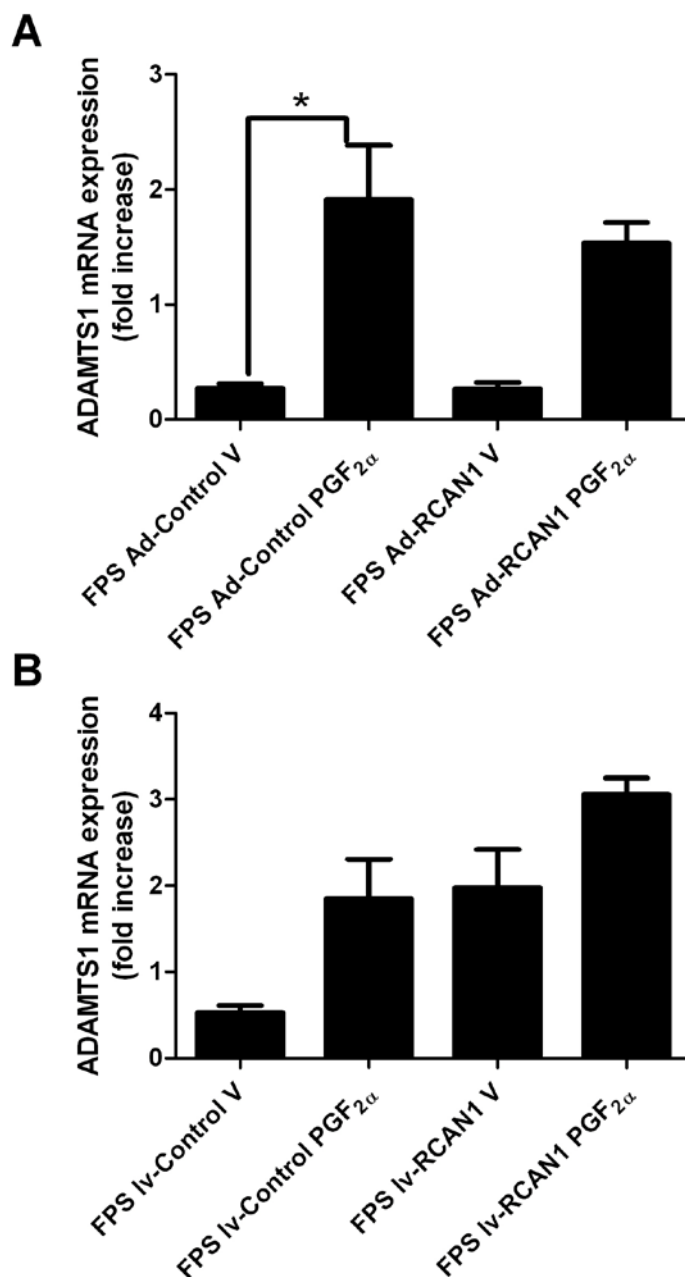 A
ADAMTS1 mRNA expression
(fold increase)
3
2
1
0
*
FPS Ad-Control V
FPS Ad-Control PGF2α
FPS Ad-RCAN1 V
FPS Ad-RCAN1 PGF2α
B
ADAMTS1 mRNA expression
(fold increase)
4
3
2
1
0
FPS lv-Control V
FPS lv-Control PGF2α
FPS lv-RCAN1 V
FPS lv-RCAN1 PGF2α